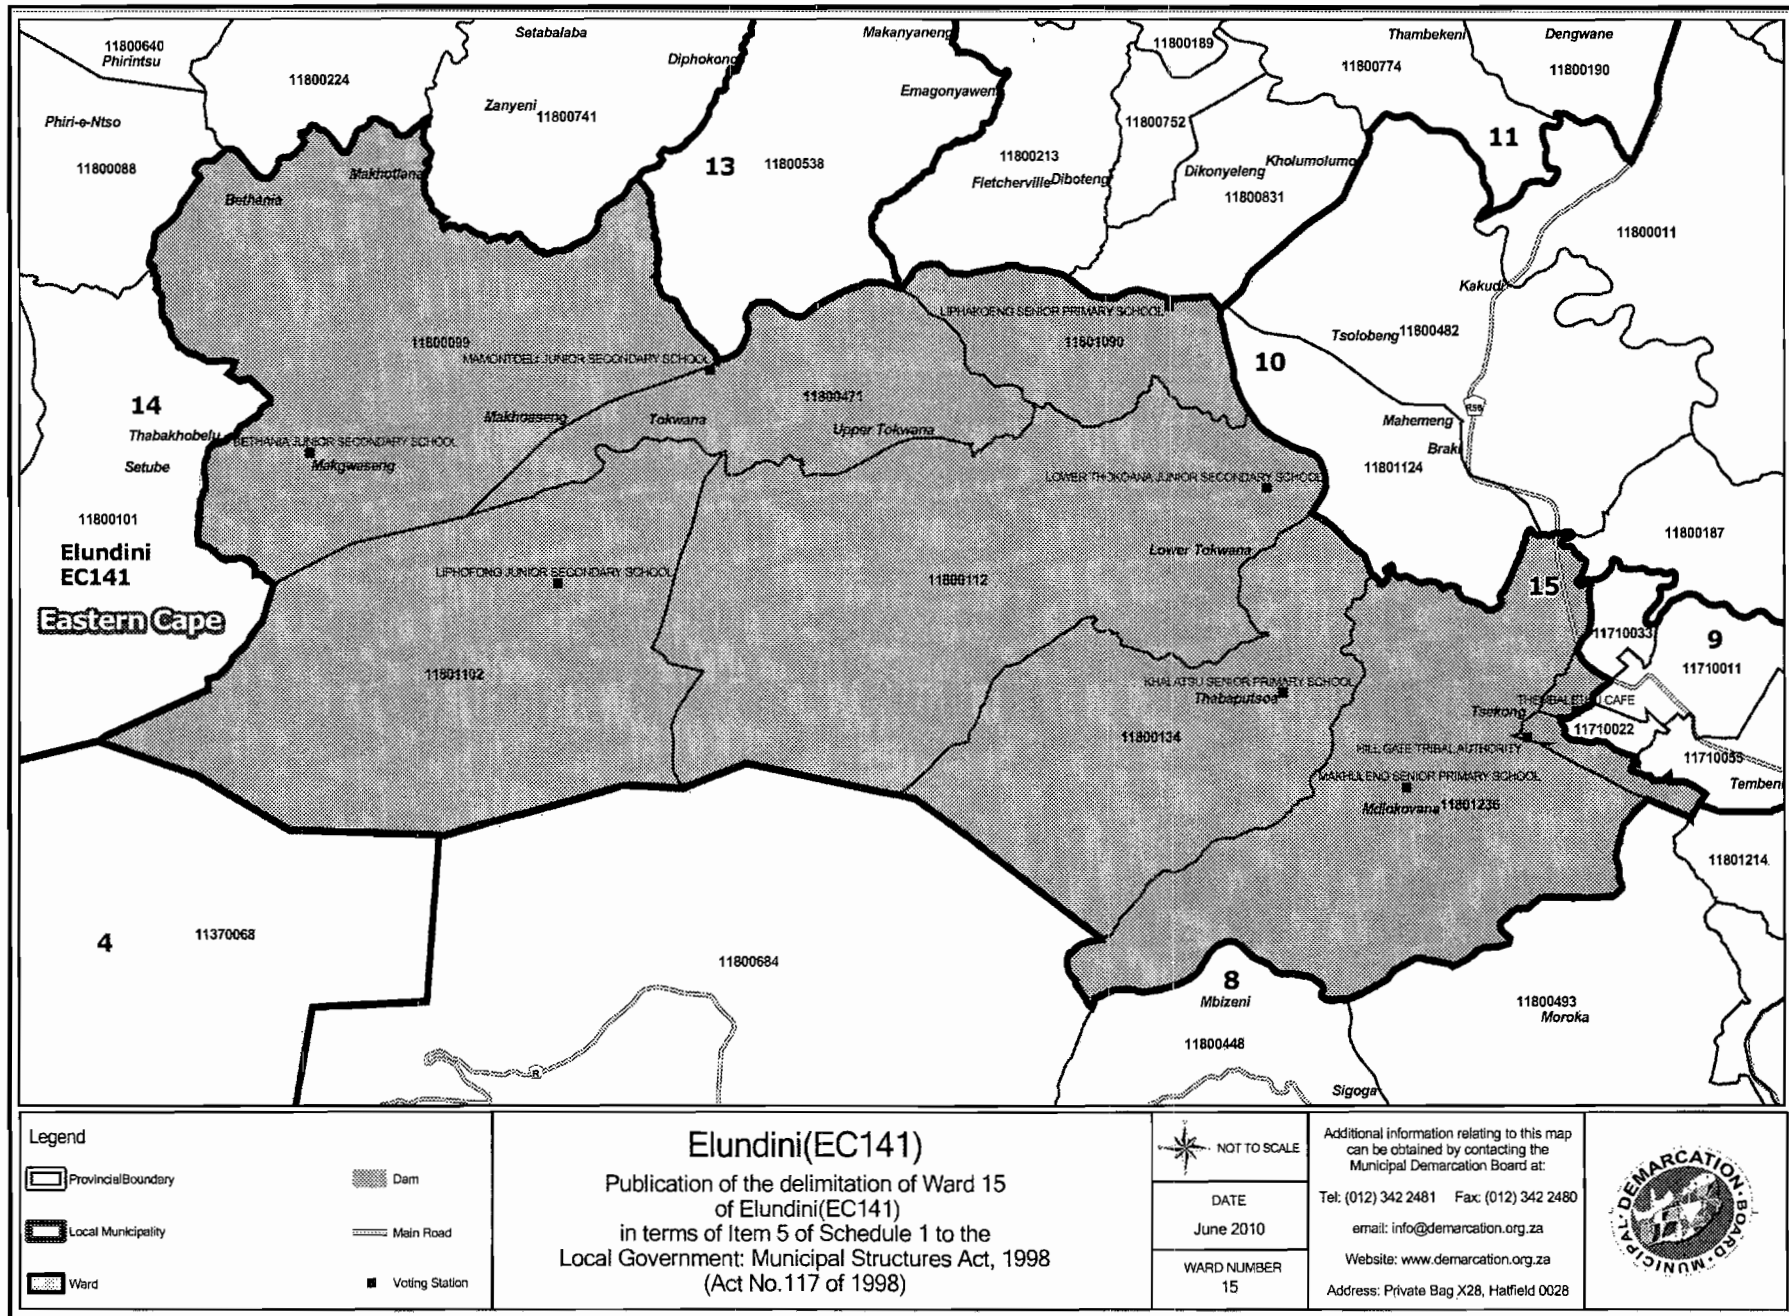 11800640
Phirintsu
11800224
Setabalaba
Diphokong
Makanyaneng
11800189
Thambekeni
Dengwane
11800774
11800190
Phiri-e-Ntso
Zanyeni
11800741
Emagonyaweni
11800752
11
11800088
Makhotlana
13
11800538
11800213
Fletcherville
Diboteng
Dikonyeleng
Kholumolumo
11800831
Bethania
11800011
Kakudi
LIPHAKOENG SENIOR PRIMARY SCHOOL
Tsolobeng
11800482
11800099
11801090
MAMONTOELI JUNIOR SECONDARY SCHOOL
10
14
11800471
R56
Makhoaseng
Tokwana
Upper Tokwana
Mahemeng
Thabakhobelu
BETHANIA JUNIOR SECONDARY SCHOOL
Setube
Makgwaseng
Braki
11801124
LOWER THOKOANA JUNIOR SECONDARY SCHOOL
11800101
11800187
Elundini
EC141
Lower Tokwana
LIPHOFONG JUNIOR SECONDARY SCHOOL
11800112
15
Eastern Cape
11710033
9
11710011
11801102
KHALATSU SENIOR PRIMARY SCHOOL
Thabaputsoa
THEMBALETHU CAFE
Tsekong
11710022
11800134
HILL GATE TRIBAL AUTHORITY
11710055
MAKHULENG SENIOR PRIMARY SCHOOL
Tembeni
Mdlokovana
11801236
11801214
4
11370068
11800684
8
Mbizeni
11800493
Moroka
11800448
R
Sigoga
Legend
Provincial Boundary
Dam
Local Municipality
Main Road
Ward
Voting Station
Elundini(EC141)
Publication of the delimitation of Ward 15
of Elundini(EC141)
in terms of Item 5 of Schedule 1 to the
Local Government: Municipal Structures Act, 1998
(Act No.117 of 1998)
NOT TO SCALE
DATE
June 2010
WARD NUMBER
15
Additional information relating to this map
can be obtained by contacting the
Municipal Demarcation Board at:
Tel: (012) 342 2481 Fax: (012) 342 2480
email: info@demarcation.org.za
Website: www.demarcation.org.za
Address: Private Bag X28, Hatfield 0028
MUNICIPAL DEMARCATION BOARD